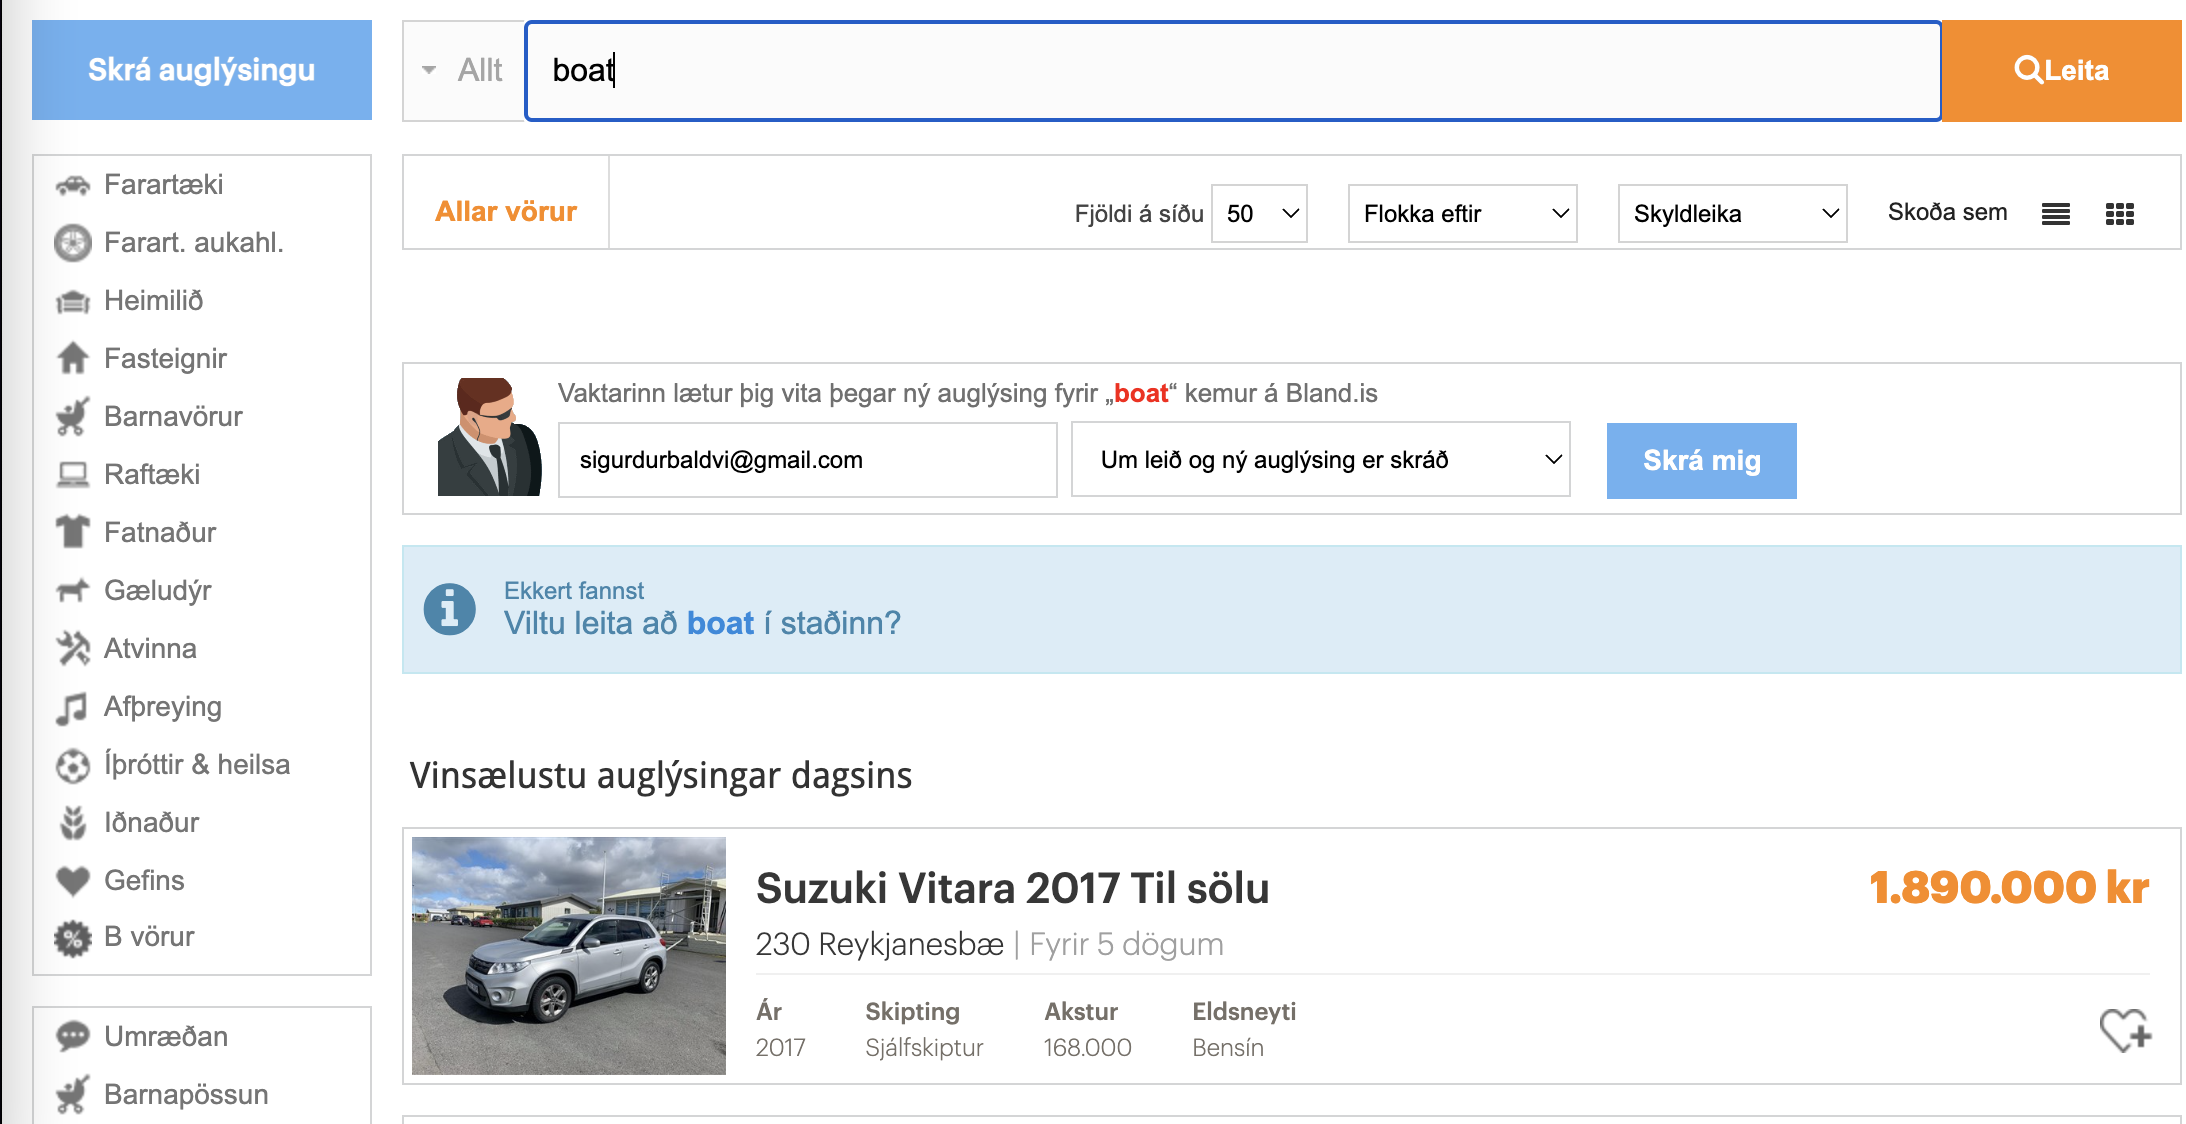 Skrá auglýsingu
Allt
boat
Leita
Farartæki
Farart. aukahl.
Heimilið
Fasteignir
Barnavörur
Raftæki
Fatnaður
Gæludýr
Atvinna
Afþreying
Íþróttir & heilsa
Iðnaður
Gefins
B vörur
Umræðan
Barnapössun
Allar vörur
Fjöldi á síðu 50 Flokka eftir Skyldleika Skoða sem
Vaktarinn lætur þig vita þegar ný auglýsing fyrir „boat“ kemur á Bland.is
sigurdurbaldvi@gmail.com Um leið og ný auglýsing er skráð Skrá mig
Ekkert fannst
Viltu leita að boat í staðinn?
Vinsælustu auglýsingar dagsins
Suzuki Vitara 2017 Til sölu 1.890.000 kr
230 Reykjanesbæ | Fyrir 5 dögum
Ár Skipting Akstur Eldsneyti
2017 Sjálfskiptur 168.000 Bensín